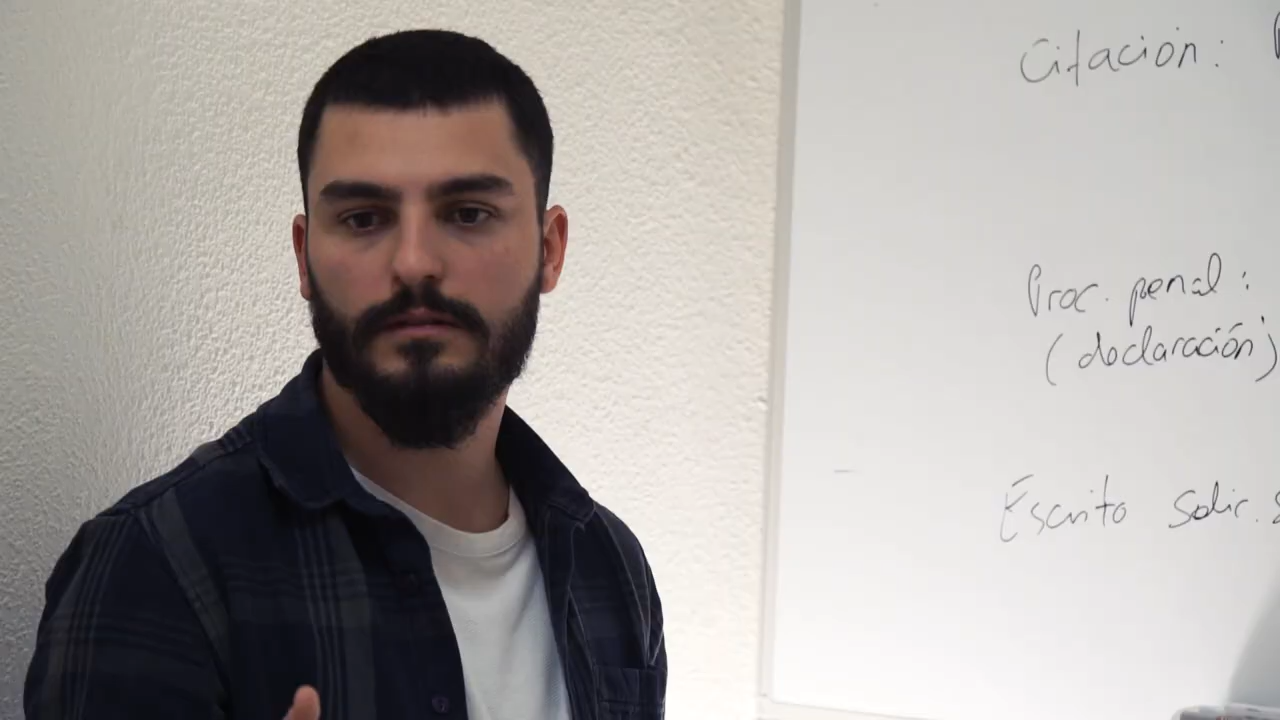 Citación:
Proc. penal:
(declaración)
Escrito Solic.